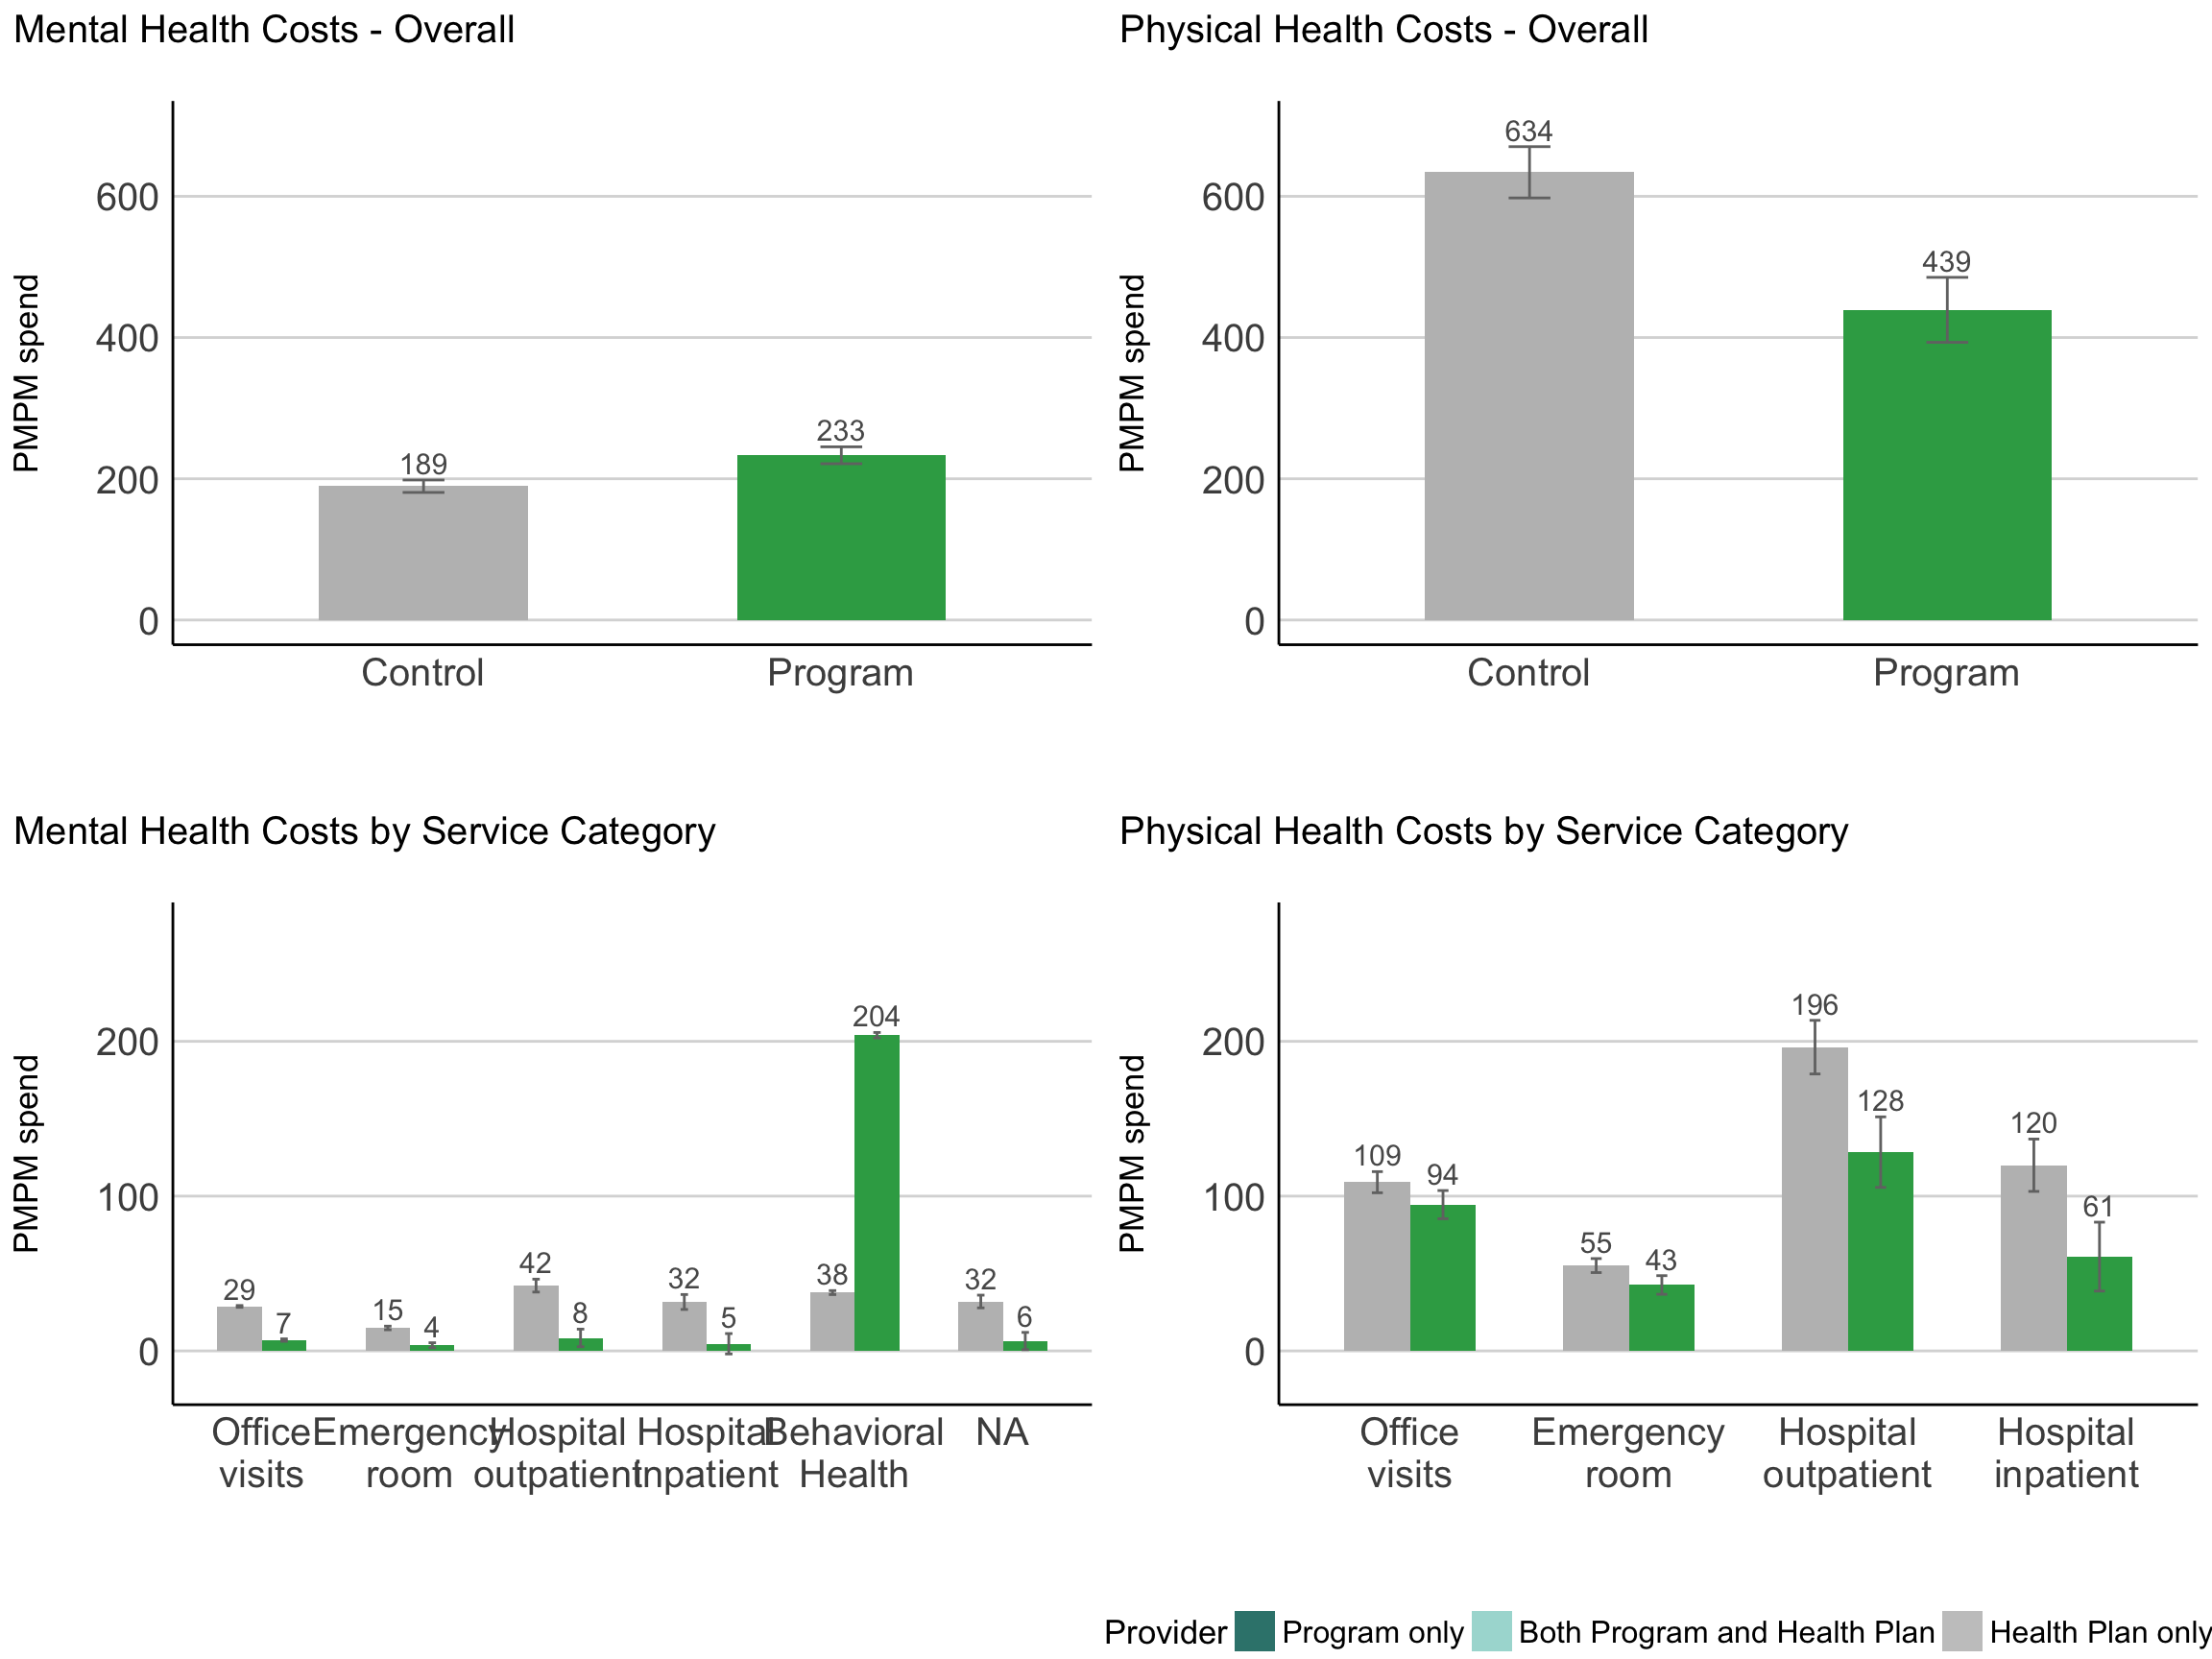 Mental Health Costs - Overall
PMPM spend
600
400
200
0
189
233
Control
Program
Physical Health Costs - Overall
PMPM spend
600
400
200
0
634
439
Control
Program
Mental Health Costs by Service Category
PMPM spend
200
100
0
29
7
15
4
42
8
32
5
38
204
32
6
Office
visits
Emergency
room
Hospital
outpatient
Hospital
inpatient
Behavioral
Health
NA
Physical Health Costs by Service Category
PMPM spend
200
100
0
109
94
55
43
196
128
120
61
Office
visits
Emergency
room
Hospital
outpatient
Hospital
inpatient
Provider Program only Both Program and Health Plan Health Plan only